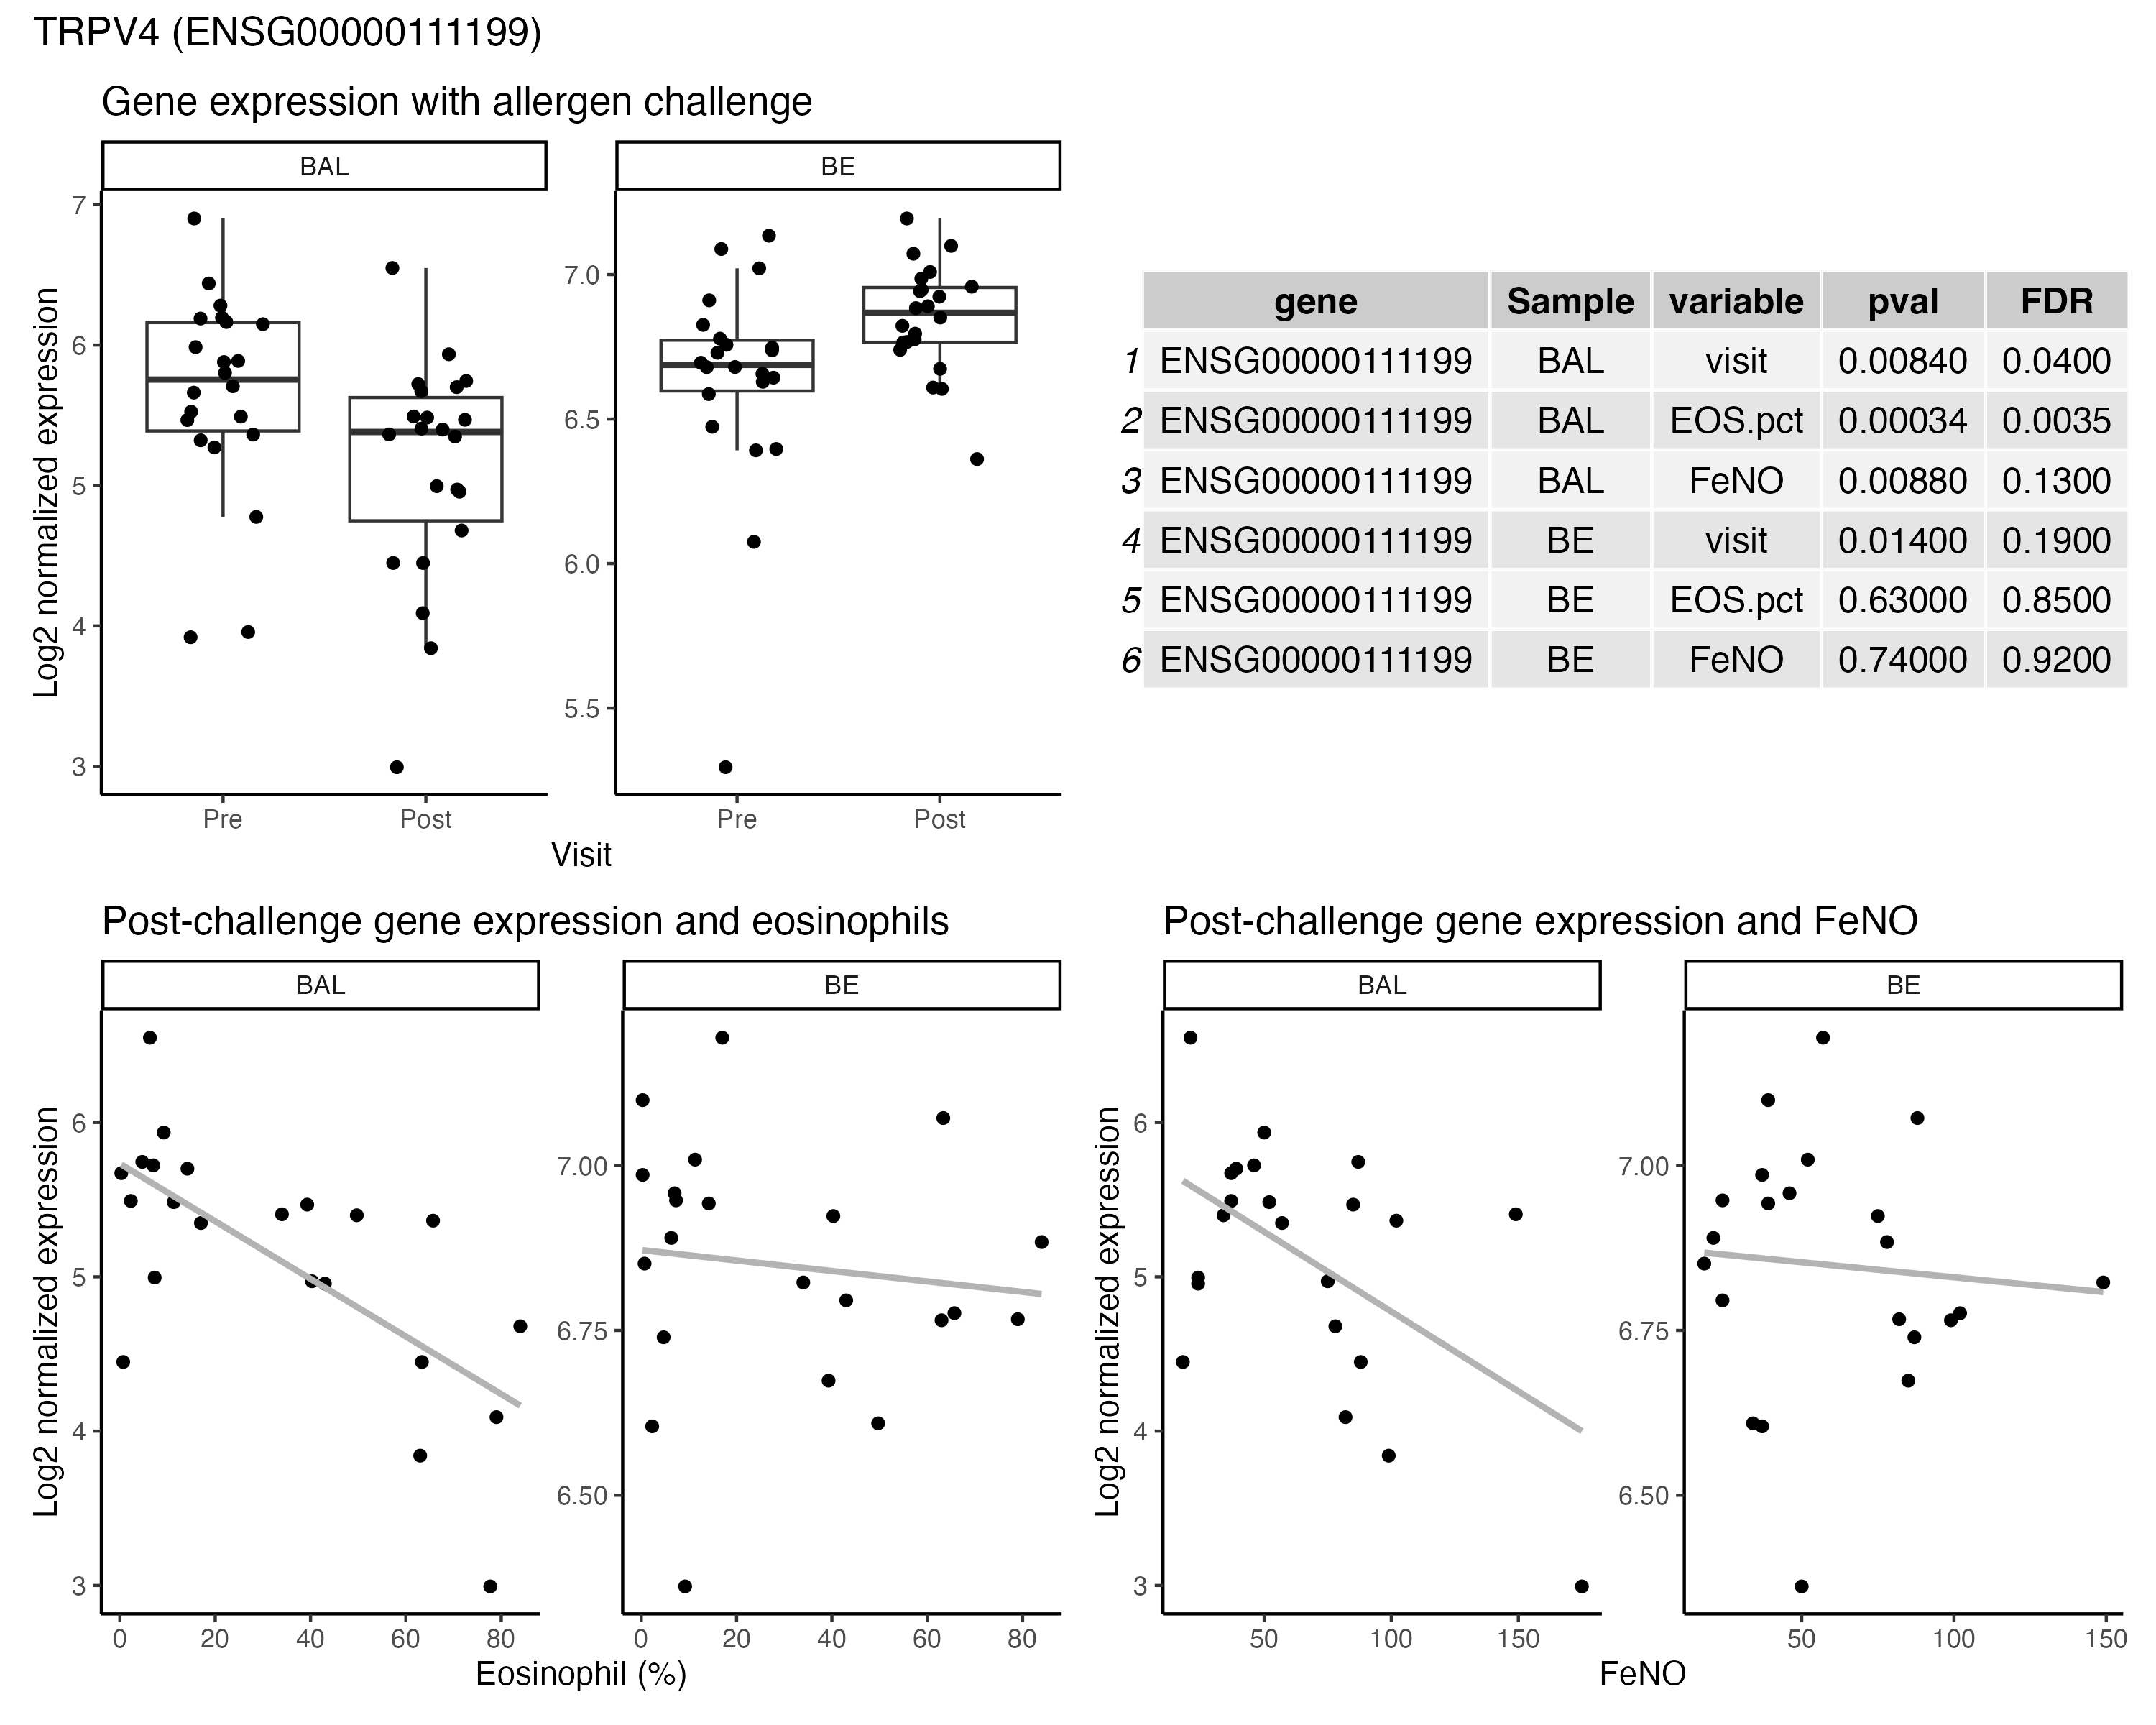 TRPV4 (ENSG00000111199)
Gene expression with allergen challenge
BAL BE
Log2 normalized expression
7
6
5
4
3
7.0
6.5
6.0
5.5
Pre Post Pre Post
Visit
gene Sample variable pval FDR
1 ENSG00000111199 BAL visit 0.00840 0.0400
2 ENSG00000111199 BAL EOS.pct 0.00034 0.0035
3 ENSG00000111199 BAL FeNO 0.00880 0.1300
4 ENSG00000111199 BE visit 0.01400 0.1900
5 ENSG00000111199 BE EOS.pct 0.63000 0.8500
6 ENSG00000111199 BE FeNO 0.74000 0.9200
Post-challenge gene expression and eosinophils
BAL BE
Log2 normalized expression
6
5
4
3
7.00
6.75
6.50
0 20 40 60 80 0 20 40 60 80
Eosinophil (%)
Post-challenge gene expression and FeNO
BAL BE
Log2 normalized expression
6
5
4
3
7.00
6.75
6.50
50 100 150 50 100 150
FeNO